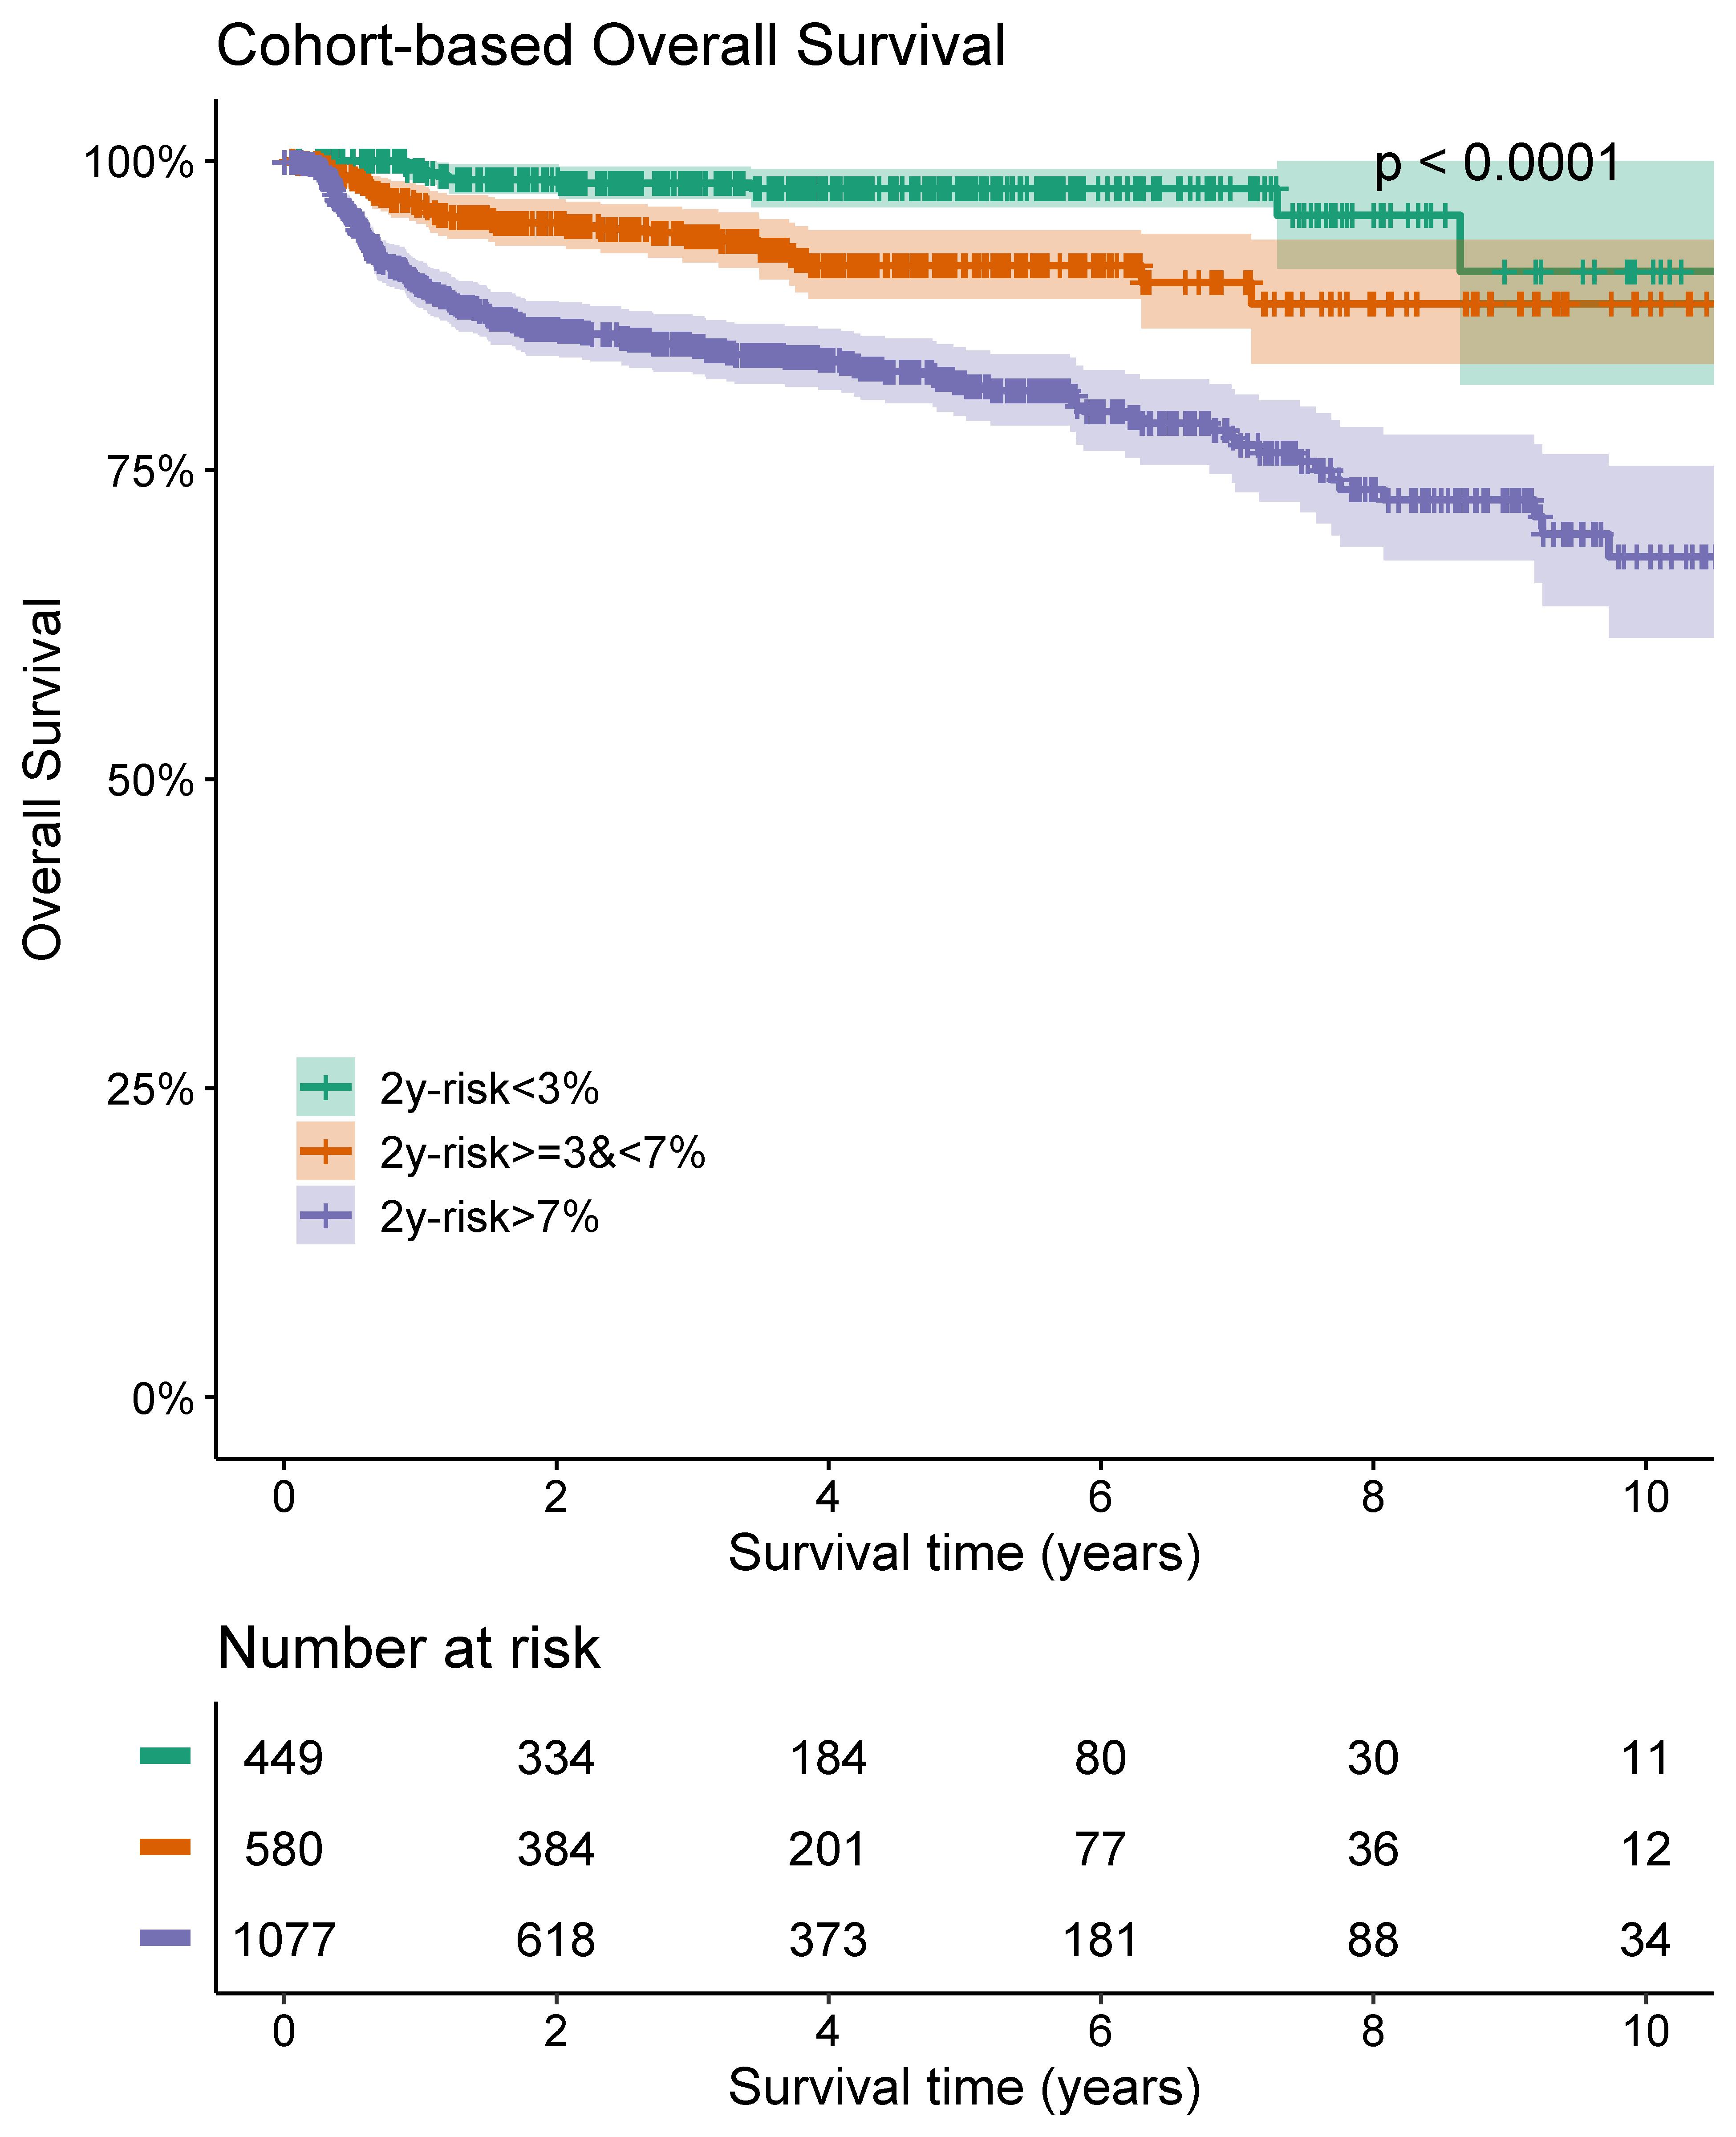 Cohort-based Overall Survival
p < 0.0001
100%
75%
50%
25%
0%
Overall Survival
2y-risk<3%
2y-risk>=3&<7%
2y-risk>7%
0 2 4 6 8 10
Survival time (years)
Number at risk
449 334 184 80 30 11
580 384 201 77 36 12
1077 618 373 181 88 34
0 2 4 6 8 10
Survival time (years)